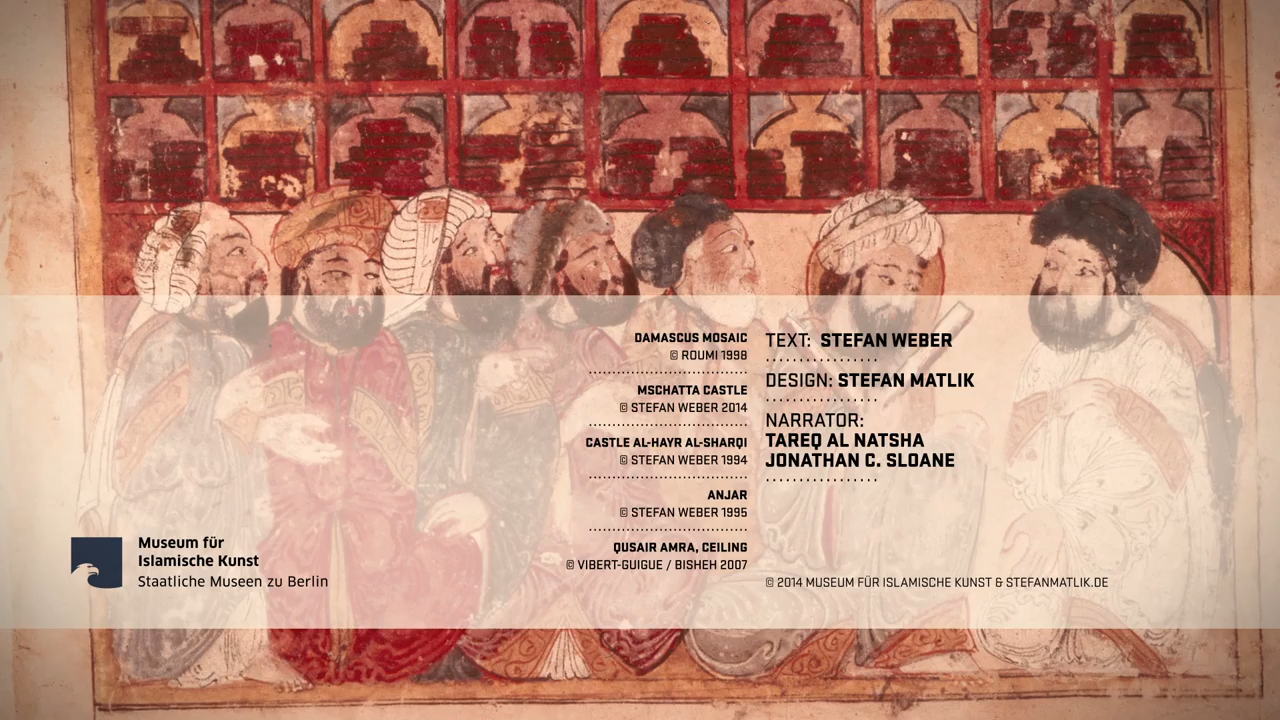 DAMASCUS MOSAIC
© ROUMI 1998
MSCHATTA CASTLE
© STEFAN WEBER 2014
CASTLE AL-HAYR AL-SHARQI
© STEFAN WEBER 1994
ANJAR
© STEFAN WEBER 1995
QUSAIR AMRA, CEILING
© VIBERT-GUIGUE / BISHEH 2007
TEXT: STEFAN WEBER
DESIGN: STEFAN MATLIK
NARRATOR:
TAREQ AL NATSHA
JONATHAN C. SLOANE
© 2014 MUSEUM FÜR ISLAMISCHE KUNST & STEFANMATLIK.DE
Museum für
Islamische Kunst
Staatliche Museen zu Berlin